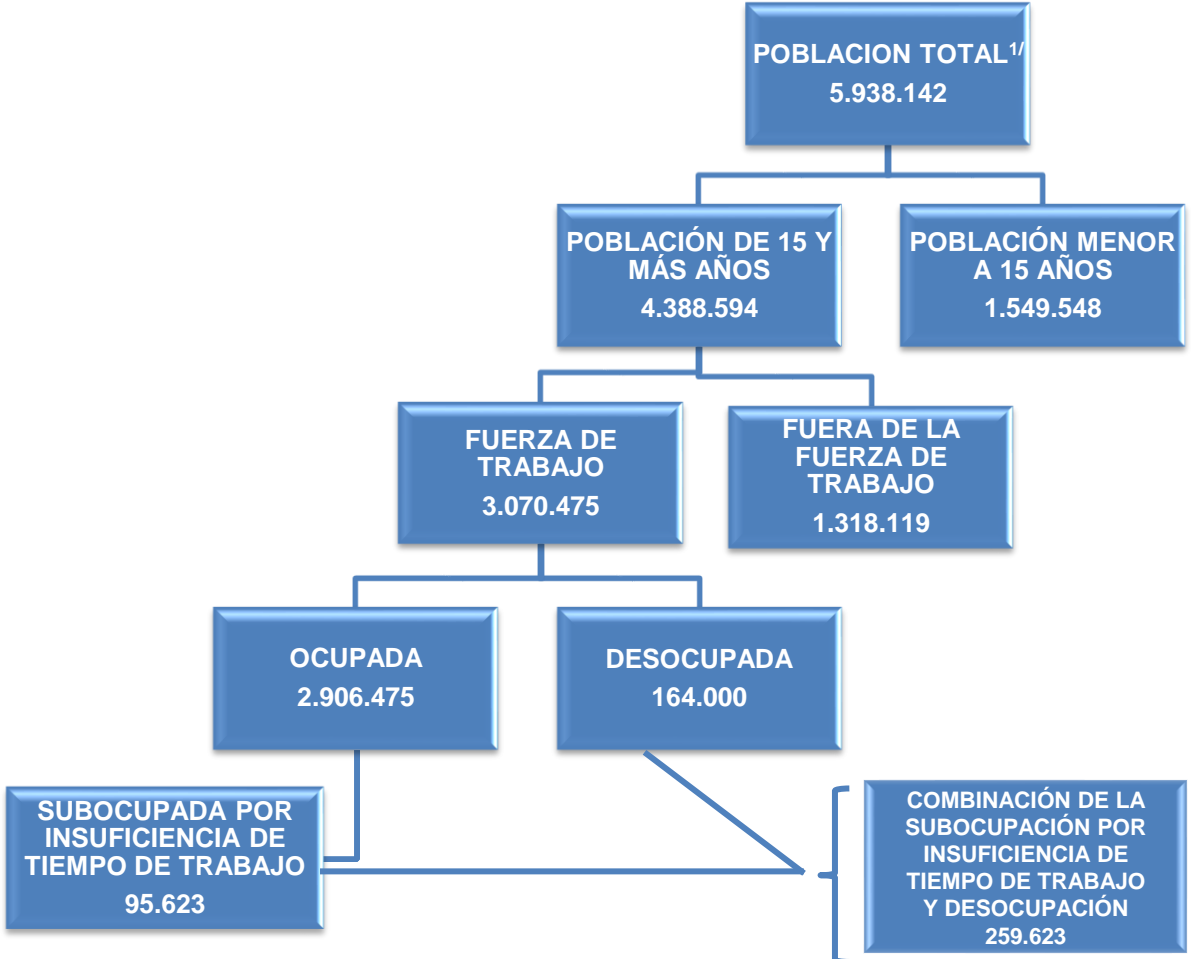 POBLACION TOTAL1/
5.938.142
POBLACIÓN DE 15 Y
MÁS AÑOS
4.388.594
POBLACIÓN MENOR
A 15 AÑOS
1.549.548
FUERZA DE
TRABAJO
3.070.475
FUERA DE LA
FUERZA DE
TRABAJO
1.318.119
OCUPADA
2.906.475
DESOCUPADA
164.000
SUBOCUPADA POR
INSUFICIENCIA DE
TIEMPO DE TRABAJO
95.623
COMBINACIÓN DE LA
SUBOCUPACIÓN POR
INSUFICIENCIA DE
TIEMPO DE TRABAJO
Y DESOCUPACIÓN
259.623